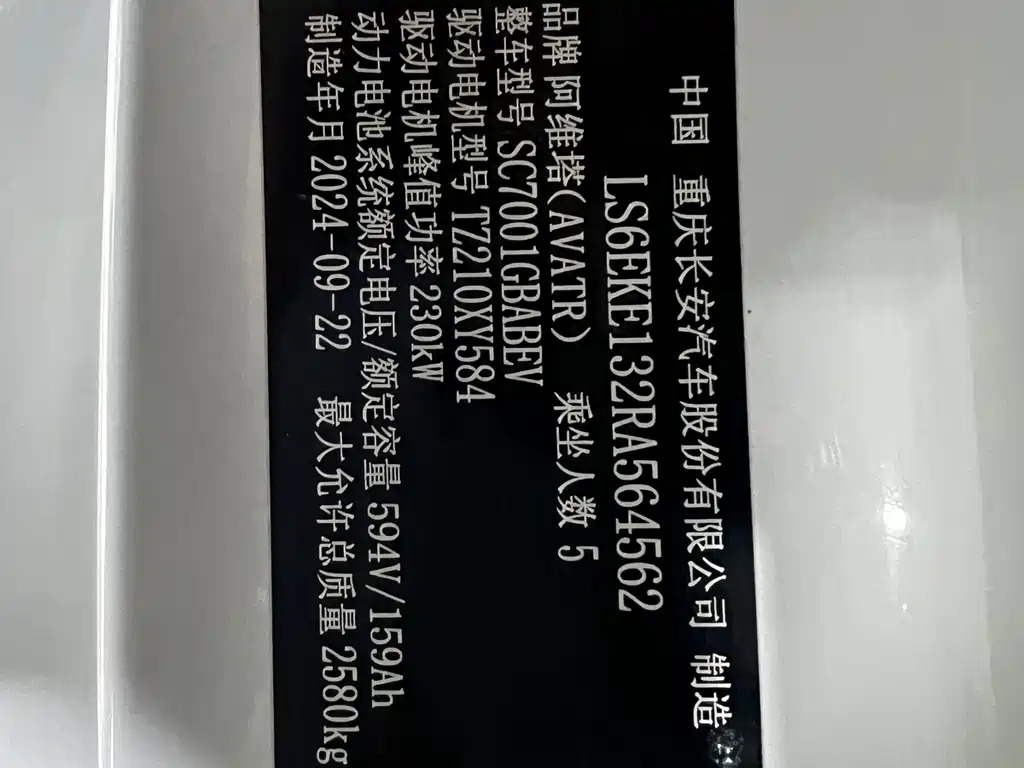 中国 重庆长安汽车股份有限公司 制造
LS6EKE132RA564562
品牌 阿维塔(AVATR) 乘坐人数 5
整车型号 SC7001GBABEV
驱动电机型号 TZ210XY584
驱动电机峰值功率 230kW
动力电池系统额定电压/额定容量 594V/159Ah
制造年月 2024-09-22 最大允许总质量 2580kg